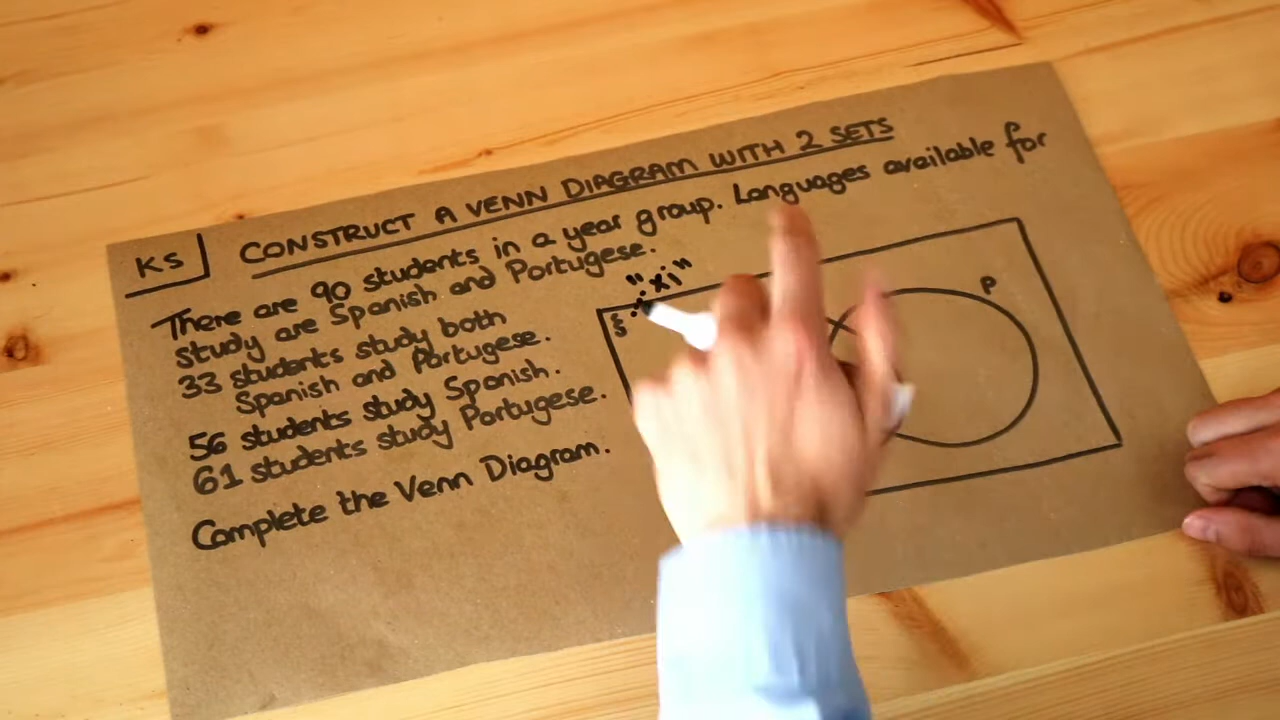 K5
CONSTRUCT A VENN DIAGRAM WITH 2 SETS
There are 90 students in a year group. Languages available for
study are Spanish and Portugese.
33 students study both
Spanish and Portugese.
56 students study Spanish.
61 students study Portugese.
Complete the Venn Diagram.
"xi"
ξ
P